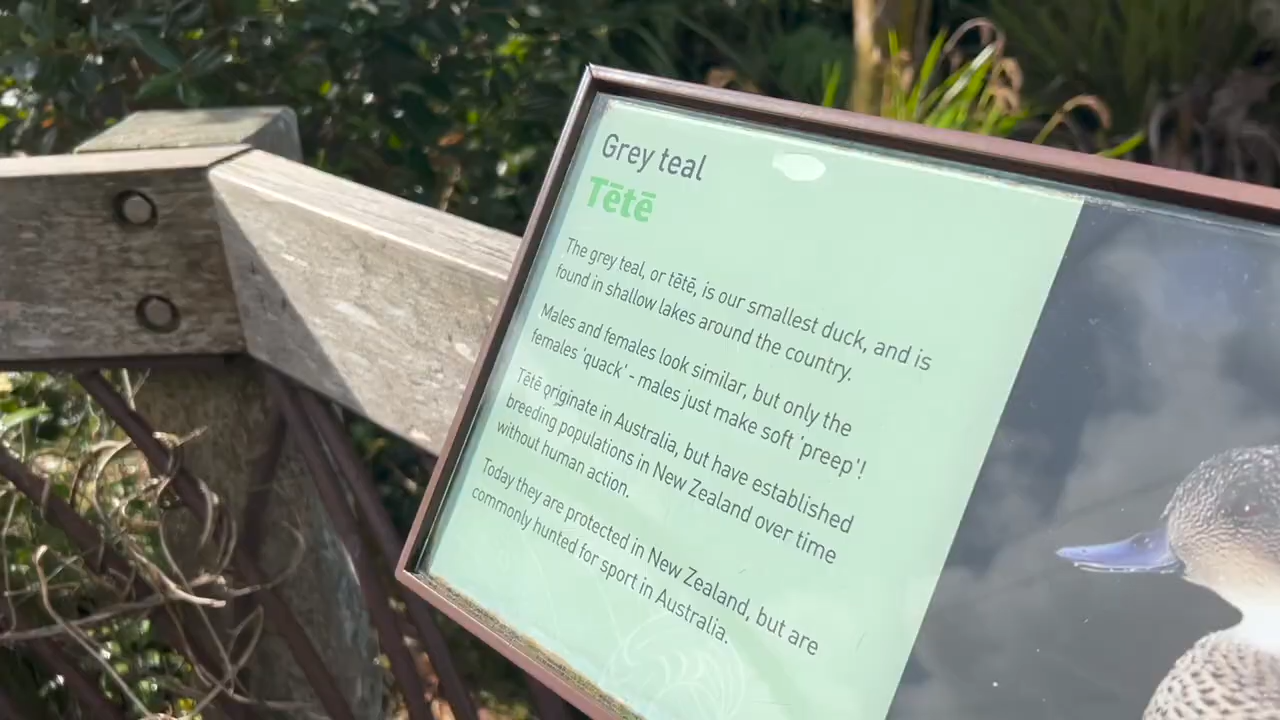 Grey teal
Tētē
The grey teal, or tētē, is our smallest duck, and is
found in shallow lakes around the country.
Males and females look similar, but only the
females 'quack' - males just make soft 'preep'!
Tētē originate in Australia, but have established
breeding populations in New Zealand over time
without human action.
Today they are protected in New Zealand, but are
commonly hunted for sport in Australia.